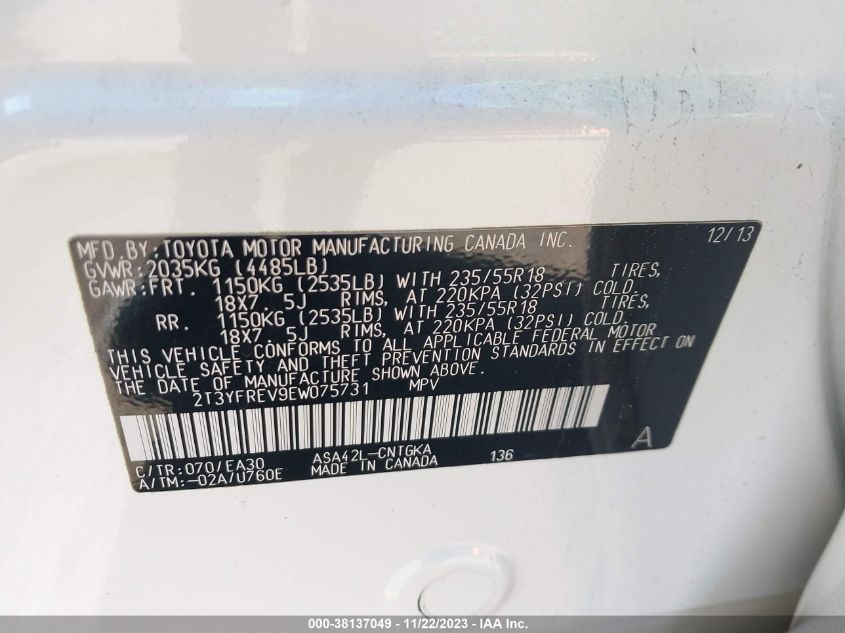 MFD.BY:TOYOTA MOTOR MANUFACTURING CANADA INC. 12/13
GVWR:2035KG (4485LB)
GAWR:FRT. 1150KG (2535LB) WITH 235/55R18 TIRES,
18X7.5J RIMS, AT 220KPA (32PSI) COLD.
RR. 1150KG (2535LB) WITH 235/55R18 TIRES,
18X7.5J RIMS, AT 220KPA (32PSI) COLD.
THIS VEHICLE CONFORMS TO ALL APPLICABLE FEDERAL MOTOR
VEHICLE SAFETY AND THEFT PREVENTION STANDARDS IN EFFECT ON
THE DATE OF MANUFACTURE SHOWN ABOVE.
2T3YFREV9EW075731 MPV
C/TR:070/EA30 ASA42L-CNTGKA 136 A
A/TM:-02A/U760E MADE IN CANADA
000-38137049 - 11/22/2023 - IAA Inc.